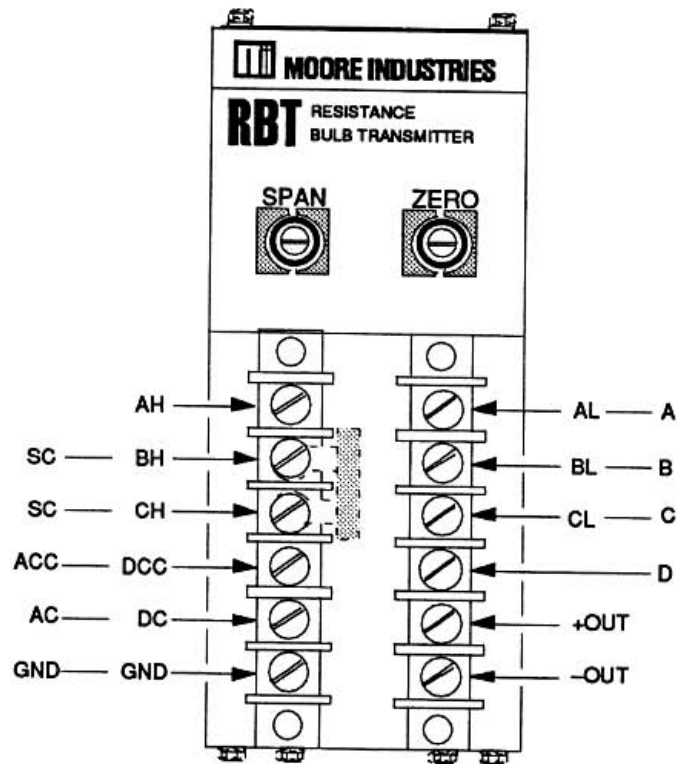 MOORE INDUSTRIES
RBT RESISTANCE
BULB TRANSMITTER
SPAN ZERO
AH AL A
SC BH BL B
SC CH CL C
ACC DCC D
AC DC +OUT
GND GND -OUT